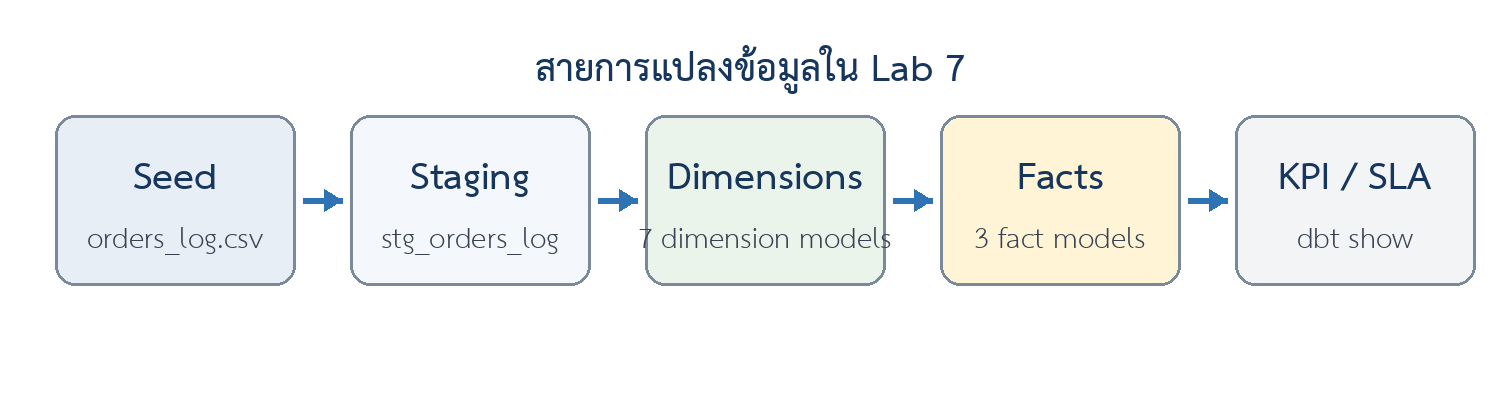 สายการแปลงข้อมูลใน Lab 7
Seed
orders_log.csv
Staging
stg_orders_log
Dimensions
7 dimension models
Facts
3 fact models
KPI / SLA
dbt show